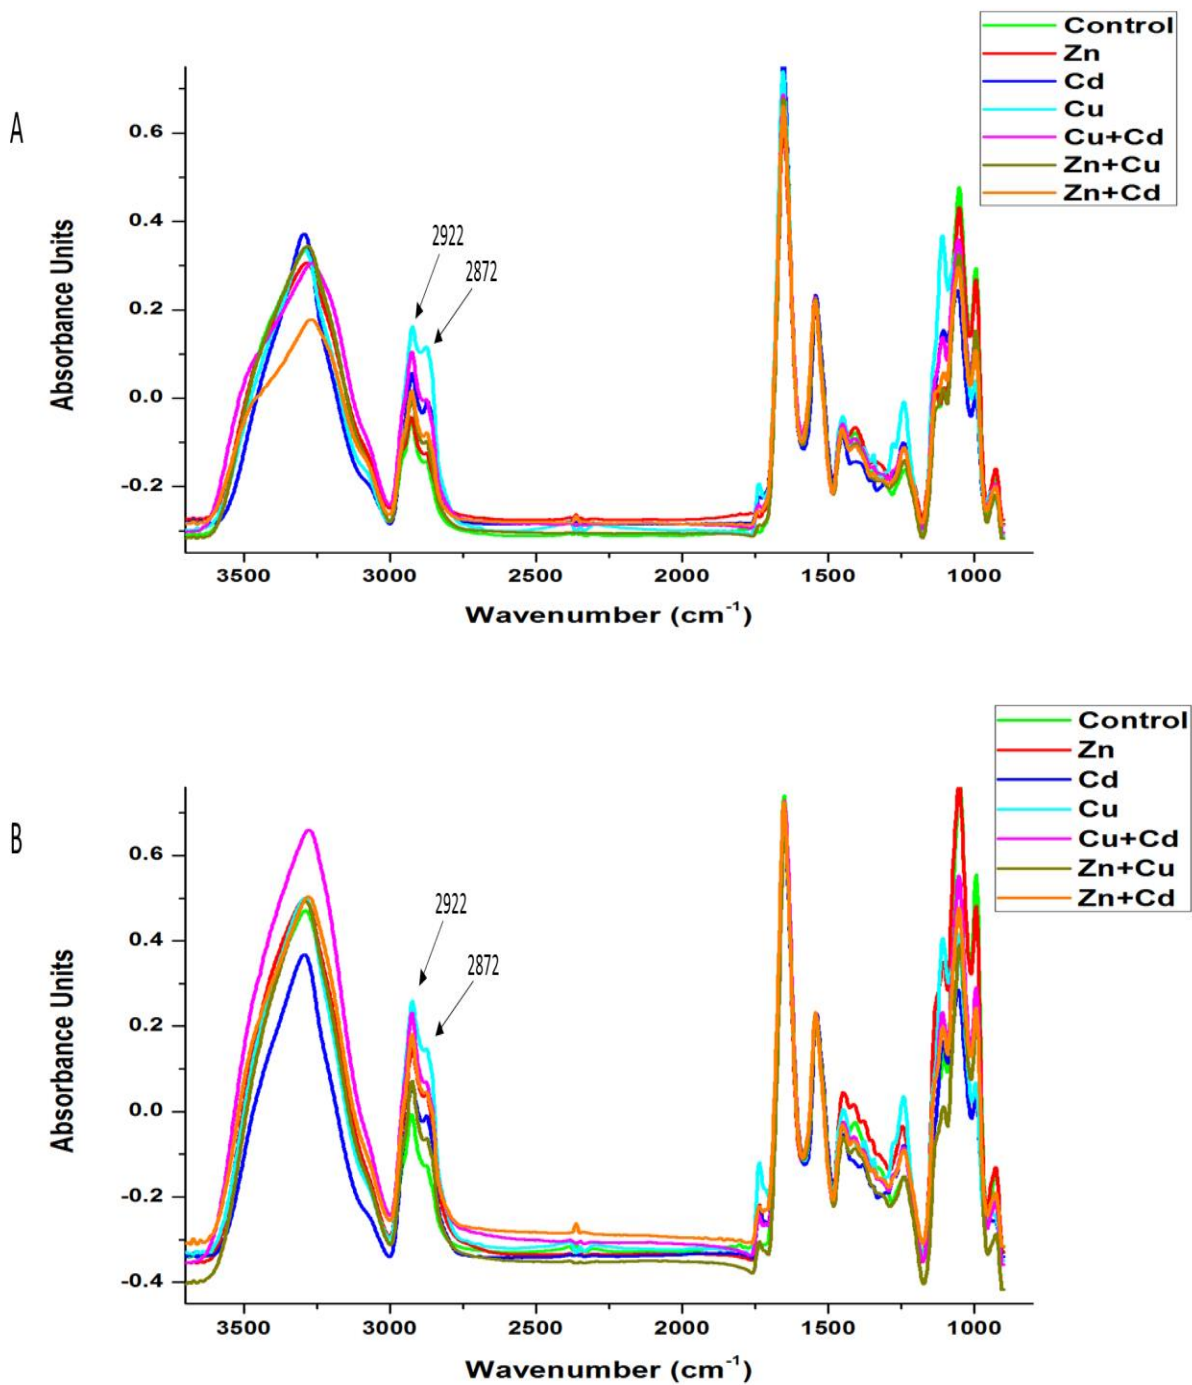 Control
Zn
Cd
Cu
Cu+Cd
Zn+Cu
Zn+Cd
A
0.6
0.4
0.2
0.0
-0.2
Absorbance Units
2922
2872
3500 3000 2500 2000 1500 1000
Wavenumber (cm⁻¹)
Control
Zn
Cd
Cu
Cu+Cd
Zn+Cu
Zn+Cd
B
0.6
0.4
0.2
0.0
-0.2
-0.4
Absorbance Units
2922
2872
3500 3000 2500 2000 1500 1000
Wavenumber (cm⁻¹)